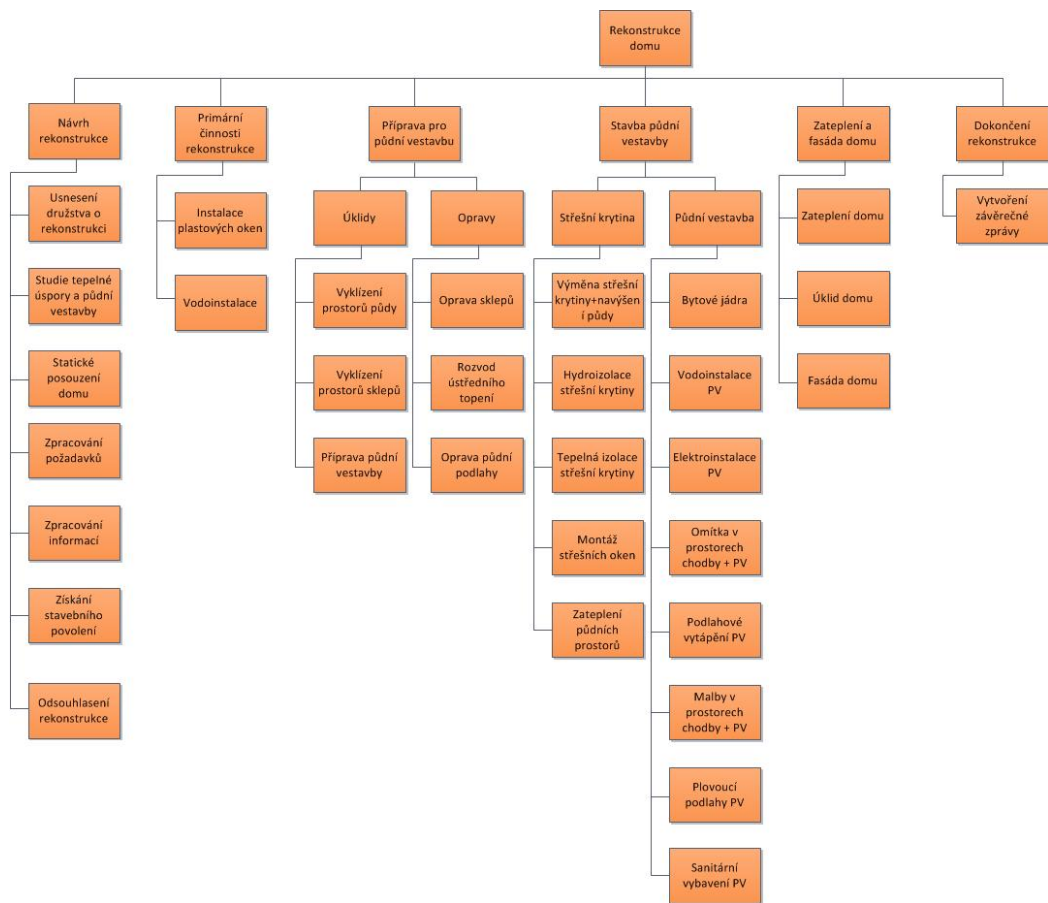 Rekonstrukce
domu
Návrh
rekonstrukce
Primární
činnosti
rekonstrukce
Příprava pro
půdní vestavbu
Stavba půdní
vestavby
Zateplení a
fasáda domu
Dokončení
rekonstrukce
Usnesení
družstva o
rekonstrukci
Studie tepelné
úspory a půdní
vestavby
Statické
posouzení
domu
Zpracování
požadavků
Zpracování
informací
Získání
stavebního
povolení
Odsouhlasení
rekonstrukce
Instalace
plastových oken
Vodoinstalace
Úklidy
Vyklízení
prostorů půdy
Vyklízení
prostorů sklepů
Příprava půdní
vestavby
Opravy
Oprava sklepů
Rozvod
ústředního
topení
Oprava půdní
podlahy
Střešní krytina
Výměna střešní
krytiny+navýšen
í půdy
Hydroizolace
střešní krytiny
Tepelná izolace
střešní krytiny
Montáž
střešních oken
Zateplení
půdních
prostorů
Půdní vestavba
Bytové jádra
Vodoinstalace
PV
Elektroinstalace
PV
Omítka v
prostorech
chodby + PV
Podlahové
vytápění PV
Malby v
prostorech
chodby + PV
Plovoucí
podlahy PV
Sanitární
vybavení PV
Zateplení domu
Úklid domu
Fasáda domu
Vytvoření
závěrečné
zprávy